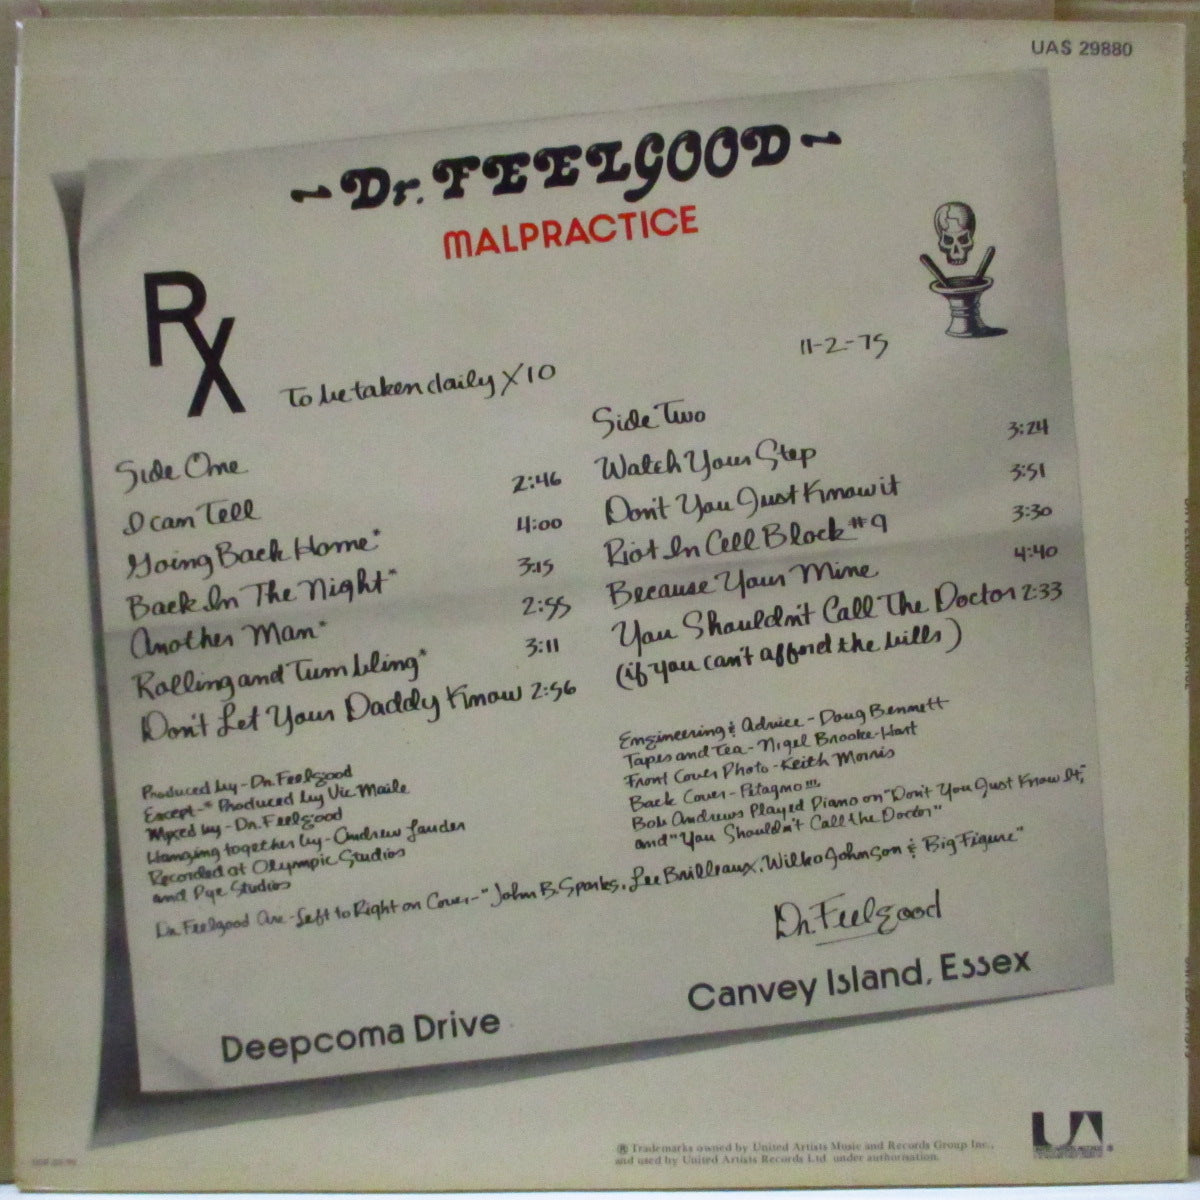 UAS 29880
~Dr. FEELGOOD~
MALPRACTICE
RX
11-2-75
To be taken daily X10
Side One
I can Tell 2:46
Going Back Home* 4:00
Back In The Night* 3:15
Another Man* 2:55
Rolling and Tumbling* 3:11
Don't Let Your Daddy Know 2:56
Side Two
Watch Your Step 3:24
Don't You Just Know it 3:51
Riot In Cell Block #9 3:30
Because Your Mine 4:40
You Shouldn't Call The Doctor 2:33
(if you can't afford the bills)
Produced by - Dr. Feelgood
Except-* Produced by Vic Maile
Mixed by - Dr. Feelgood
Hanging together by - Andrew Lauder
Recorded at Olympic Studios
and Pye Studios
Engineering & Advice - Doug Bennett
Tapes and Tea - Nigel Brooke-Hart
Front Cover Photo - Keith Morris
Back Cover - Patagmo!!!
Bob Andrews Played Piano on "Don't You Just Know It,"
and "You Shouldn't Call the Doctor"
Dr. Feelgood Are - Left to Right on Cover - "John B. Sparks, Lee Brilleaux, Wilko Johnson & Big Figure"
Dr. Feelgood
Deepcoma Drive
Canvey Island, Essex
UA
® Trademarks owned by United Artists Music and Records Group Inc.,
and used by United Artists Records Ltd. under authorisation.